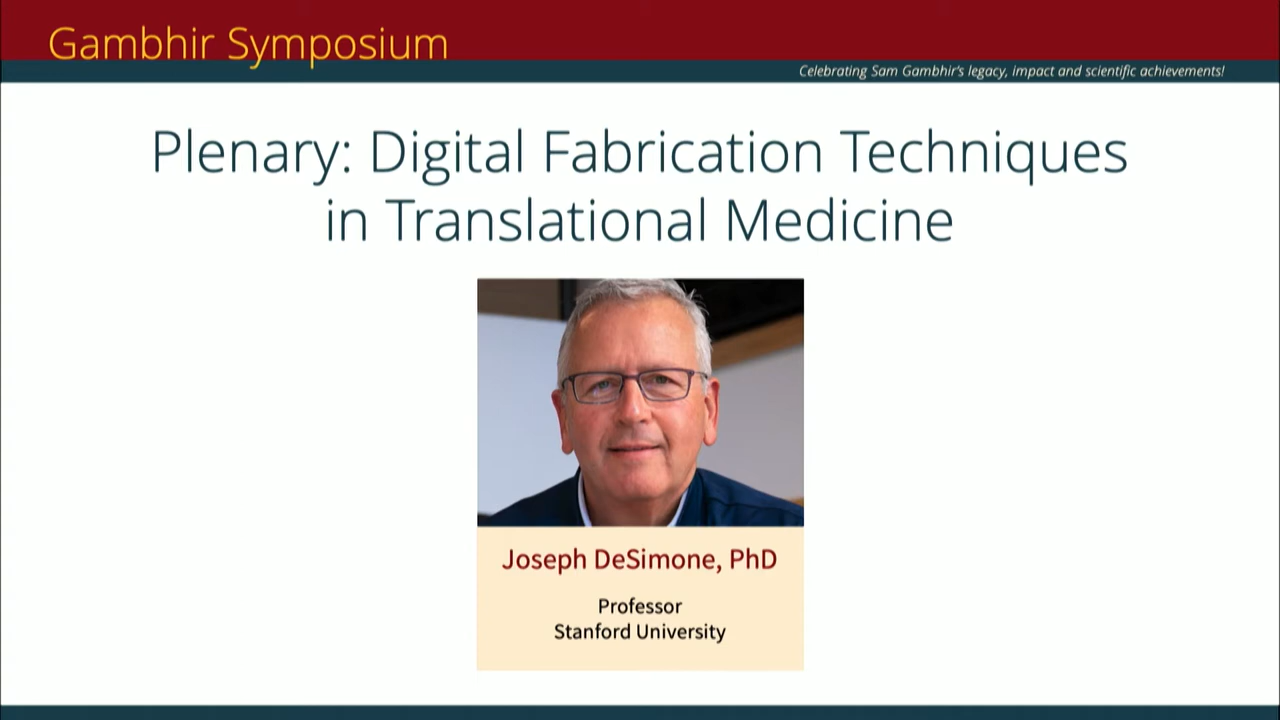 Gambhir Symposium
Celebrating Sam Gambhir's legacy, impact and scientific achievements!
Plenary: Digital Fabrication Techniques
in Translational Medicine
Joseph DeSimone, PhD
Professor
Stanford University